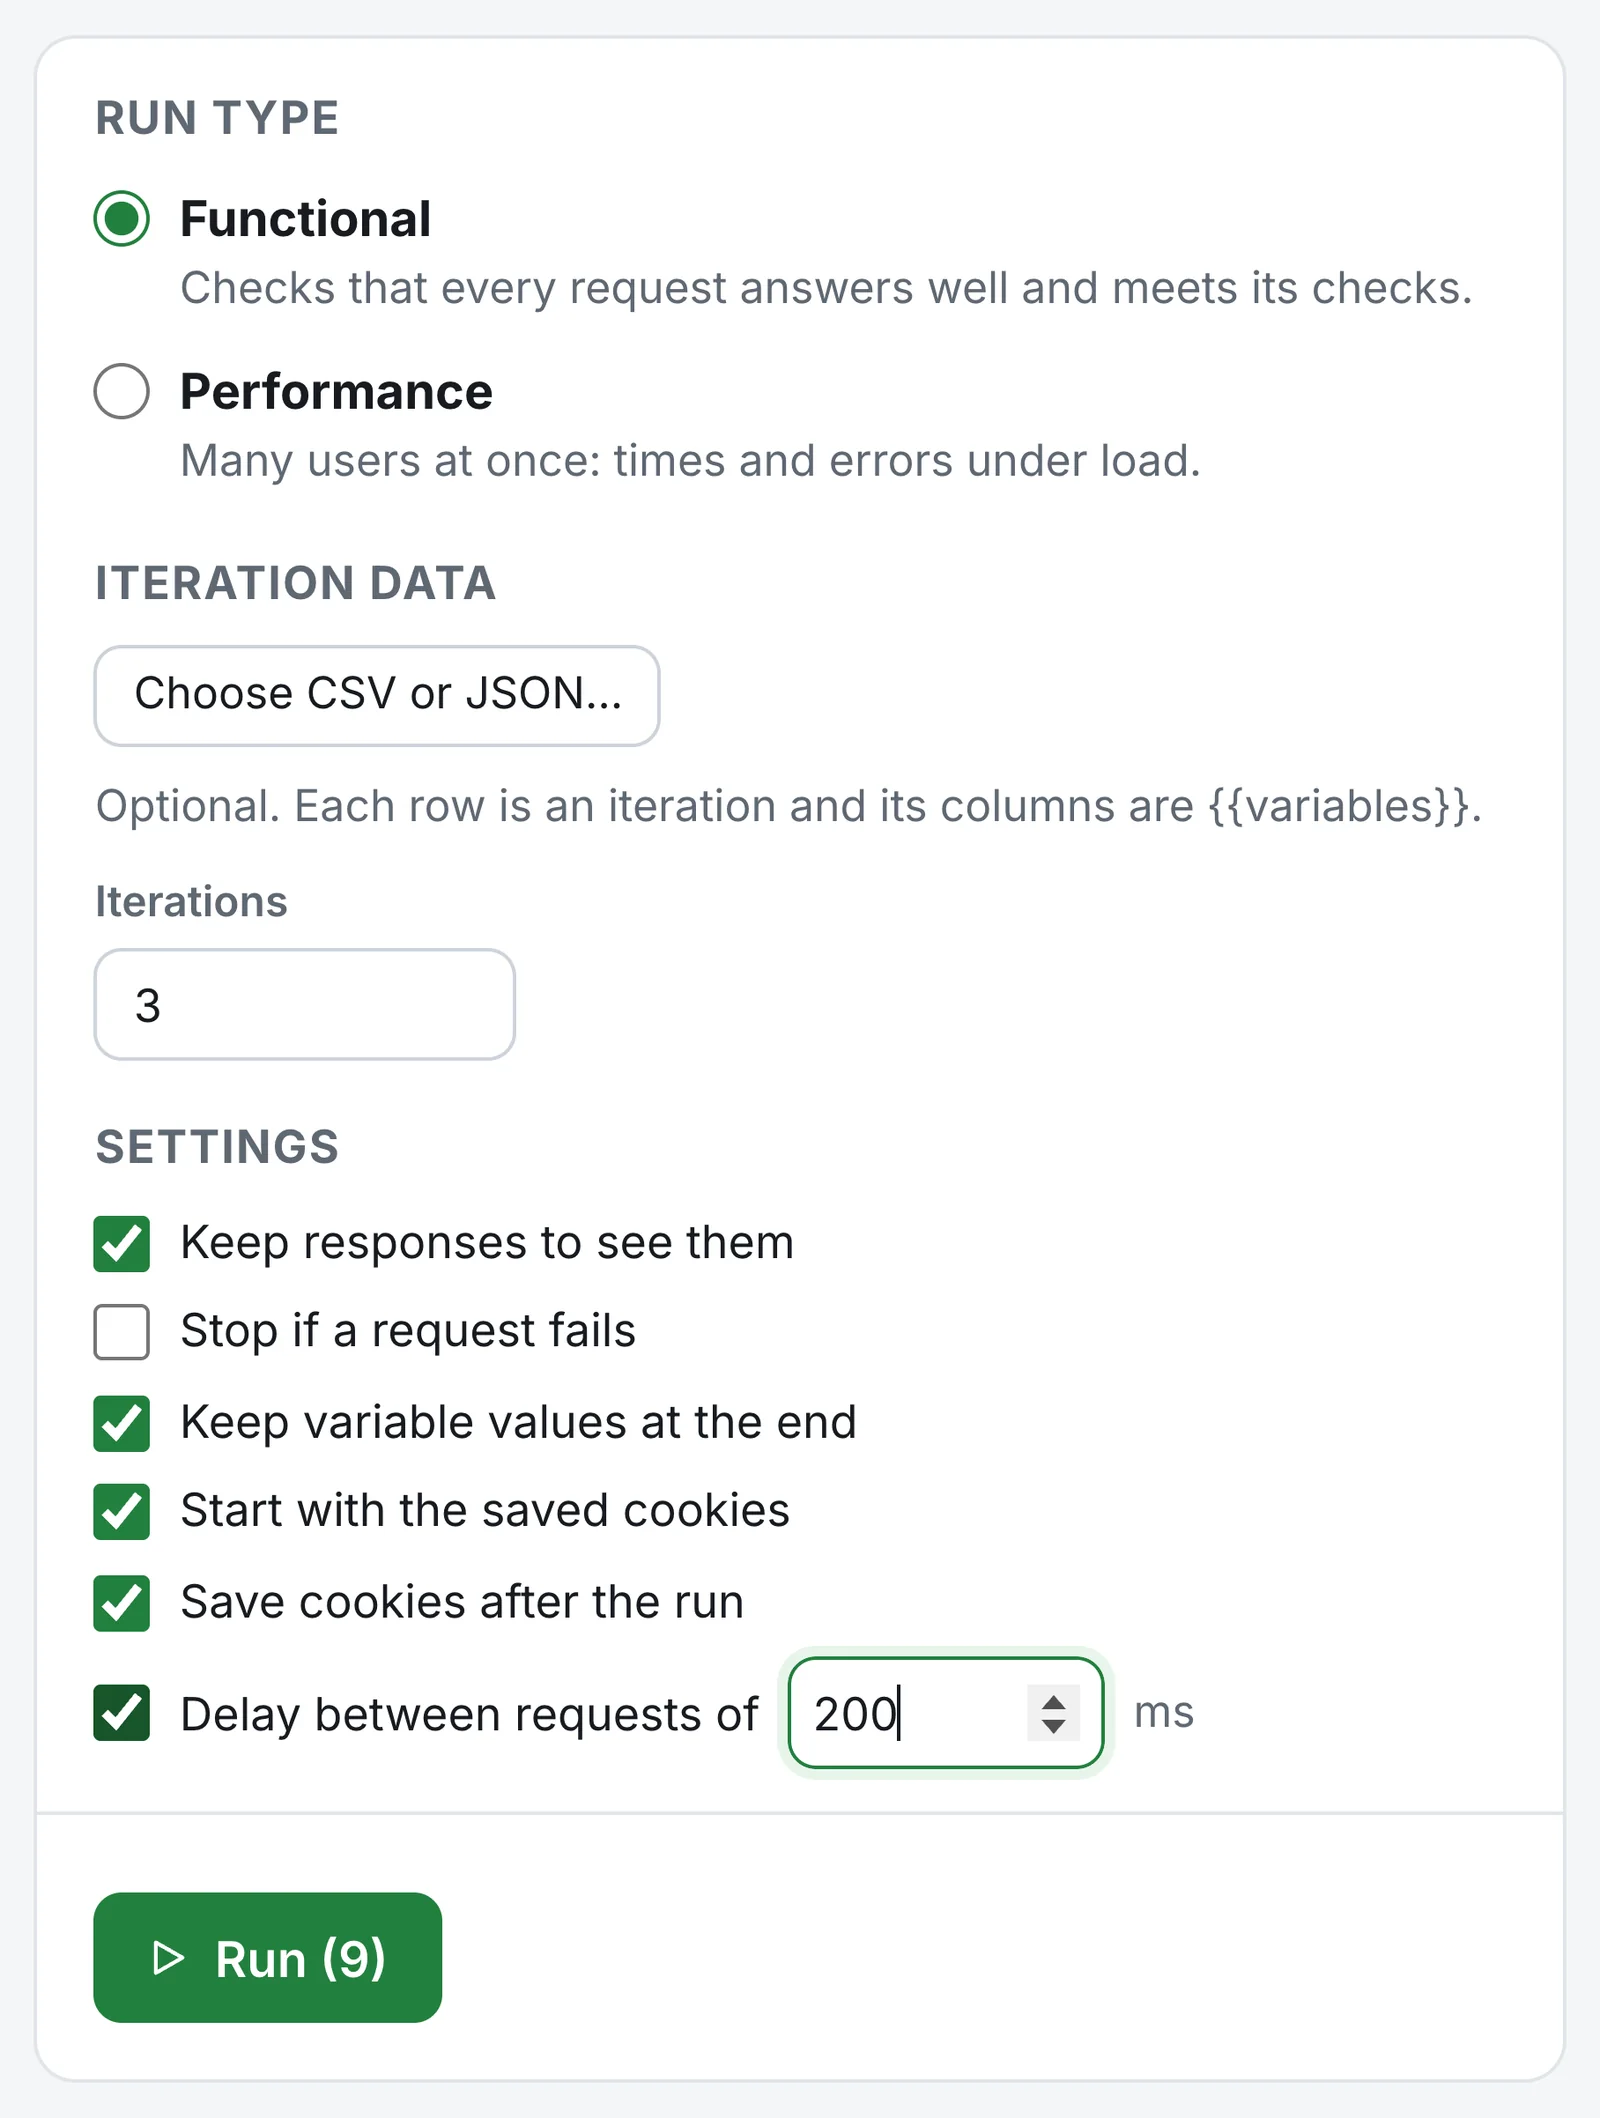 RUN TYPE
Functional
Checks that every request answers well and meets its checks.
Performance
Many users at once: times and errors under load.
ITERATION DATA
Choose CSV or JSON...
Optional. Each row is an iteration and its columns are {{variables}}.
Iterations
3
SETTINGS
Keep responses to see them
Stop if a request fails
Keep variable values at the end
Start with the saved cookies
Save cookies after the run
Delay between requests of 200 ms
Run (9)